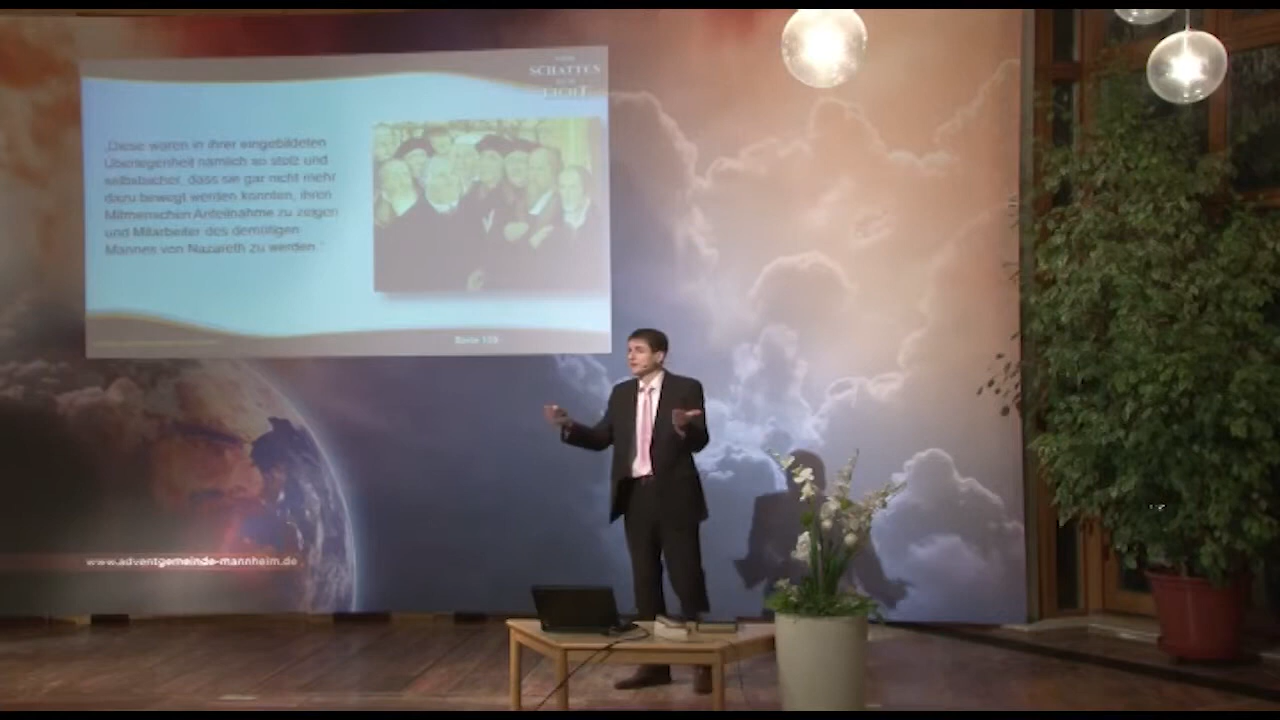 SCHATTEN
LICHT
„Diese waren in ihrer eingebildeten
Überlegenheit nämlich so stolz und
selbstsicher, dass sie gar nicht mehr
dazu bewegt werden konnten, ihren
Mitmenschen Anteilnahme zu zeigen
und Mitarbeiter des demütigen
Mannes von Nazareth zu werden.“
Seite 109
www.adventgemeinde-mannheim.de